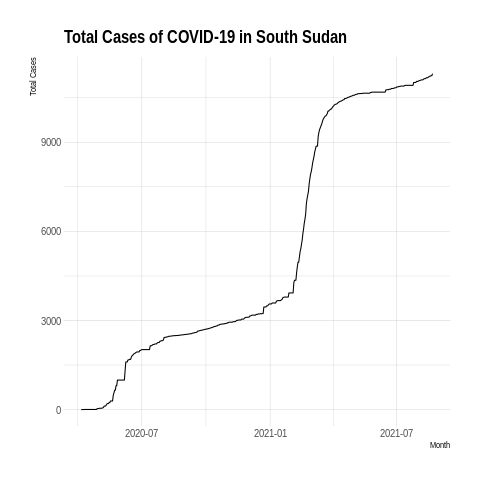 Total Cases of COVID-19 in South Sudan
Total Cases
9000
6000
3000
0
2020-07 2021-01 2021-07
Month